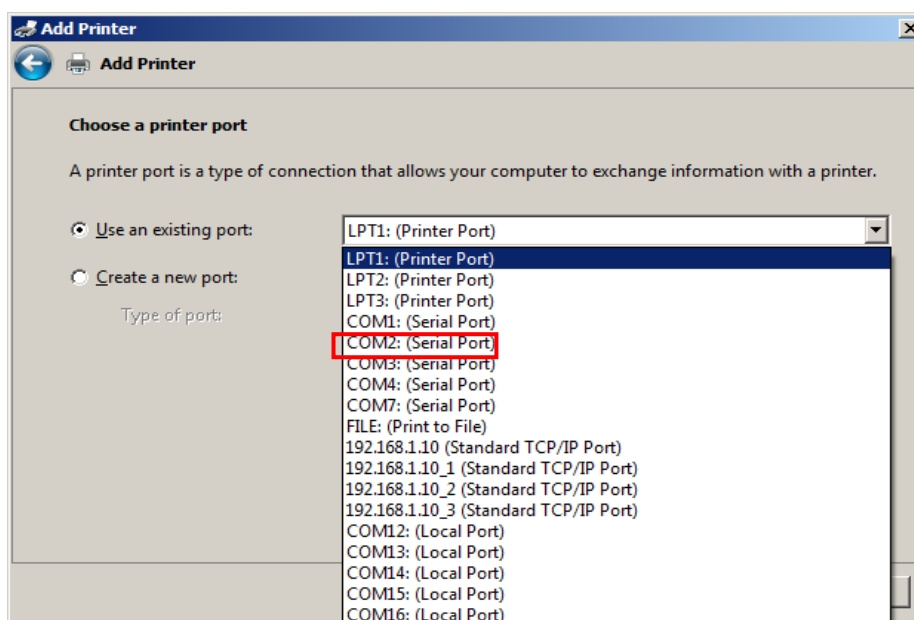 Add Printer
Add Printer
Choose a printer port
A printer port is a type of connection that allows your computer to exchange information with a printer.
Use an existing port:
LPT1: (Printer Port)
LPT1: (Printer Port)
LPT2: (Printer Port)
LPT3: (Printer Port)
COM1: (Serial Port)
COM2: (Serial Port)
COM3: (Serial Port)
COM4: (Serial Port)
COM7: (Serial Port)
FILE: (Print to File)
192.168.1.10 (Standard TCP/IP Port)
192.168.1.10_1 (Standard TCP/IP Port)
192.168.1.10_2 (Standard TCP/IP Port)
192.168.1.10_3 (Standard TCP/IP Port)
COM12: (Local Port)
COM13: (Local Port)
COM14: (Local Port)
COM15: (Local Port)
COM16: (Local Port)
Create a new port:
Type of port: